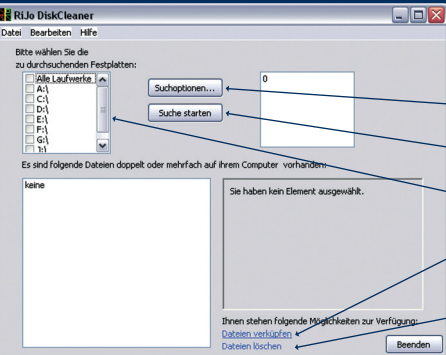 RiJo DiskCleaner
Datei Bearbeiten Hilfe
Bitte wählen Sie die
zu durchsuchenden Festplatten:
Alle Laufwerke
A:\
C:\
D:\
E:\
F:\
G:\
Suchoptionen...
Suche starten
0
Es sind folgende Dateien doppelt oder mehrfach auf ihrem Computer vorhanden:
keine
Sie haben kein Element ausgewählt.
Ihnen stehen folgende Möglichkeiten zur Verfügung:
Dateien verküpfen
Dateien löschen
Beenden